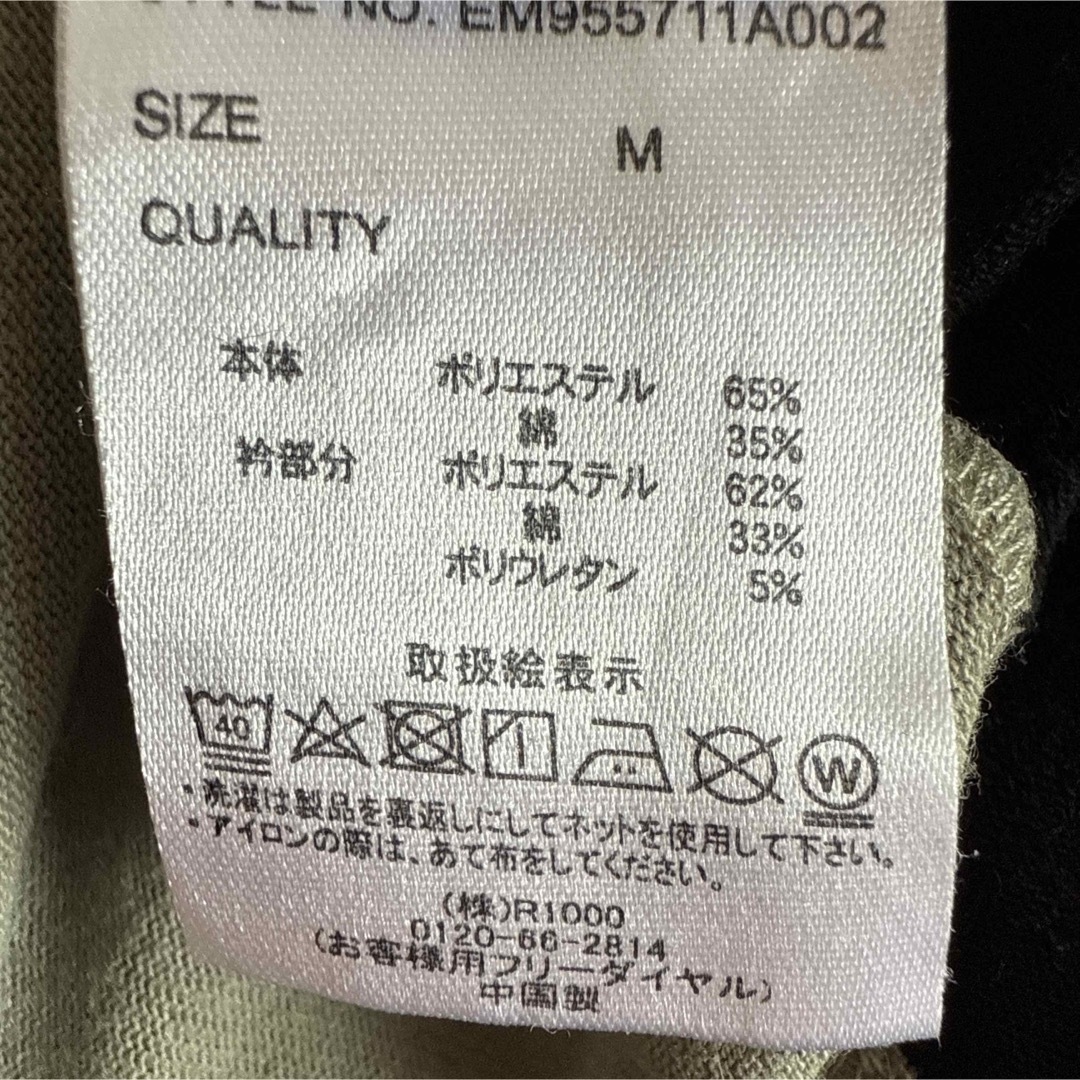 STYLE NO. EM955711A002
SIZE M
QUALITY
本体 ポリエステル 65%
綿 35%
衿部分 ポリエステル 62%
綿 33%
ポリウレタン 5%
取扱絵表示
40 W
・洗濯は製品を裏返しにしてネットを使用して下さい。
・アイロンの際は、あて布をしてください。
(株)R1000
0120-66-2814
(お客様用フリーダイヤル)
中国製